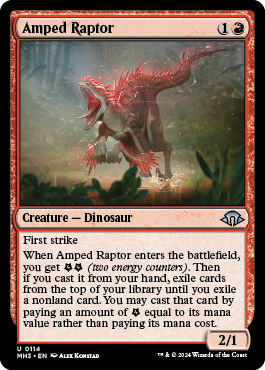 Amped Raptor 1
Creature — Dinosaur
First strike
When Amped Raptor enters the battlefield,
you get (two energy counters). Then
if you cast it from your hand, exile cards
from the top of your library until you exile
a nonland card. You may cast that card by
paying an amount of equal to its mana
value rather than paying its mana cost.
2/1
U 0114
MH3 • EN Alex Konstad
™ & © 2024 Wizards of the Coast